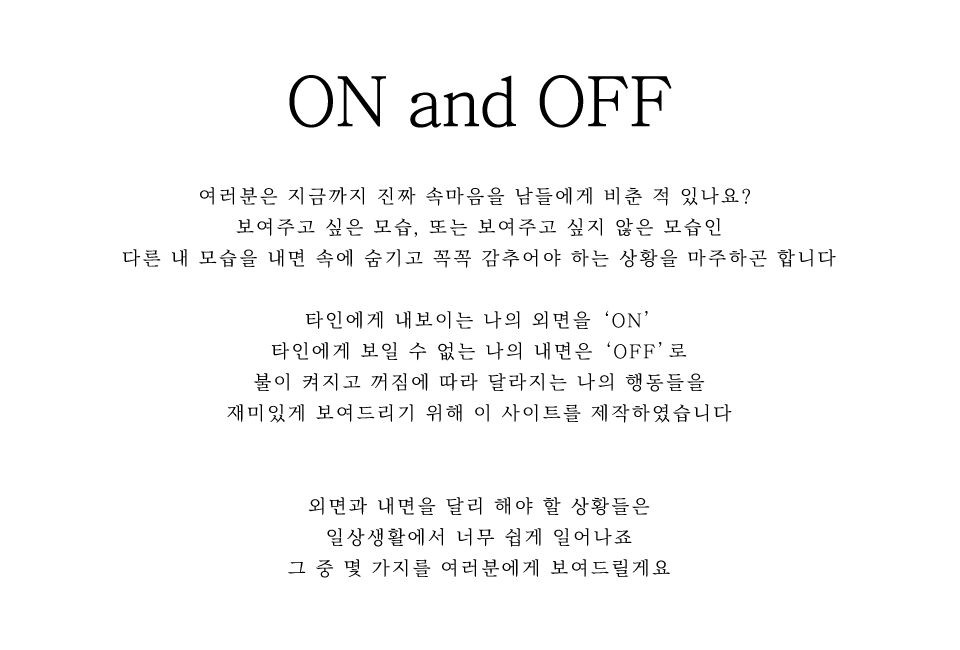 ON and OFF
여러분은 지금까지 진짜 속마음을 남들에게 비춘 적 있나요?
보여주고 싶은 모습, 또는 보여주고 싶지 않은 모습인
다른 내 모습을 내면 속에 숨기고 꼭꼭 감추어야 하는 상황을 마주하곤 합니다
타인에게 내보이는 나의 외면을 ‘ON’
타인에게 보일 수 없는 나의 내면은 ‘OFF’로
불이 켜지고 꺼짐에 따라 달라지는 나의 행동들을
재미있게 보여드리기 위해 이 사이트를 제작하였습니다
외면과 내면을 달리 해야 할 상황들은
일상생활에서 너무 쉽게 일어나죠
그 중 몇 가지를 여러분에게 보여드릴게요